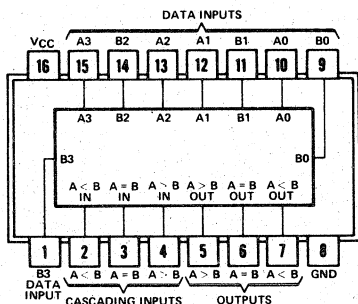 DATA INPUTS
VCC A3 B2 A2 A1 B1 A0 B0
16 15 14 13 12 11 10 9
A3 B2 A2 A1 B1 A0
B3 B0
A < B A = B A > B A > B A = B A < B
IN IN IN OUT OUT OUT
1 2 3 4 5 6 7 8
B3 A < B A = B A > B A > B A = B A < B GND
DATA
INPUT CASCADING INPUTS OUTPUTS